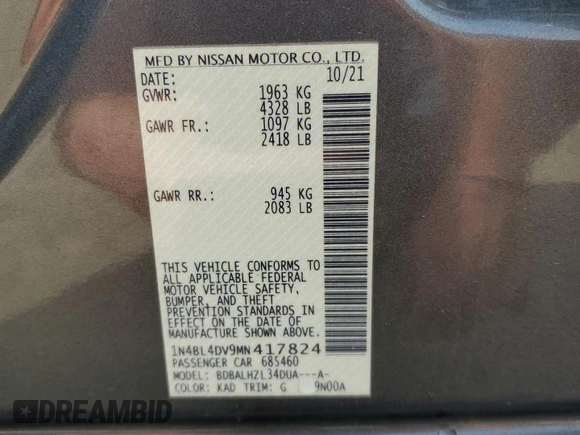 MFD BY NISSAN MOTOR CO., LTD.
DATE: 10/21
GVWR: 1963 KG
4328 LB
GAWR FR.: 1097 KG
2418 LB
GAWR RR.: 945 KG
2083 LB
THIS VEHICLE CONFORMS TO
ALL APPLICABLE FEDERAL
MOTOR VEHICLE SAFETY,
BUMPER, AND THEFT
PREVENTION STANDARDS IN
EFFECT ON THE DATE OF
MANUFACTURE SHOWN ABOVE.
1N4BL4DV9MN417824
PASSENGER CAR 685460
MODEL: BDBALHZL34DUA---A-
COLOR: KAD TRIM: G 9N00A
DREAMBID